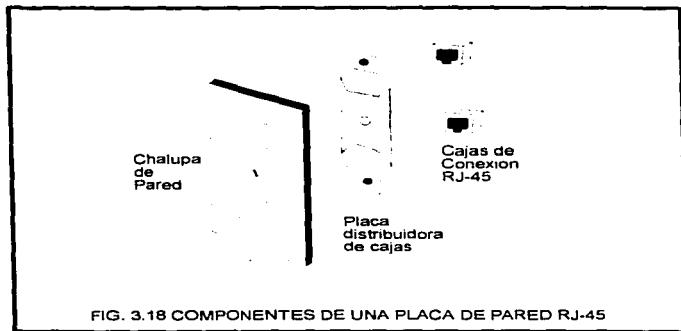 Chalupa
de
Pared
Placa
distribuidora
de cajas
Cajas de
Conexion
RJ-45
FIG. 3.18 COMPONENTES DE UNA PLACA DE PARED RJ-45